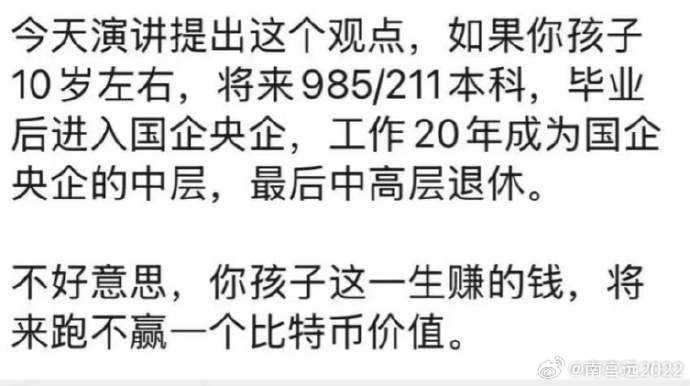 今天演讲提出这个观点，如果你孩子
10岁左右，将来985/211本科，毕业
后进入国企央企，工作20年成为国企
央企的中层，最后中高层退休。
不好意思，你孩子这一生赚的钱，将
来跑不赢一个比特币价值。
@南宫远2022